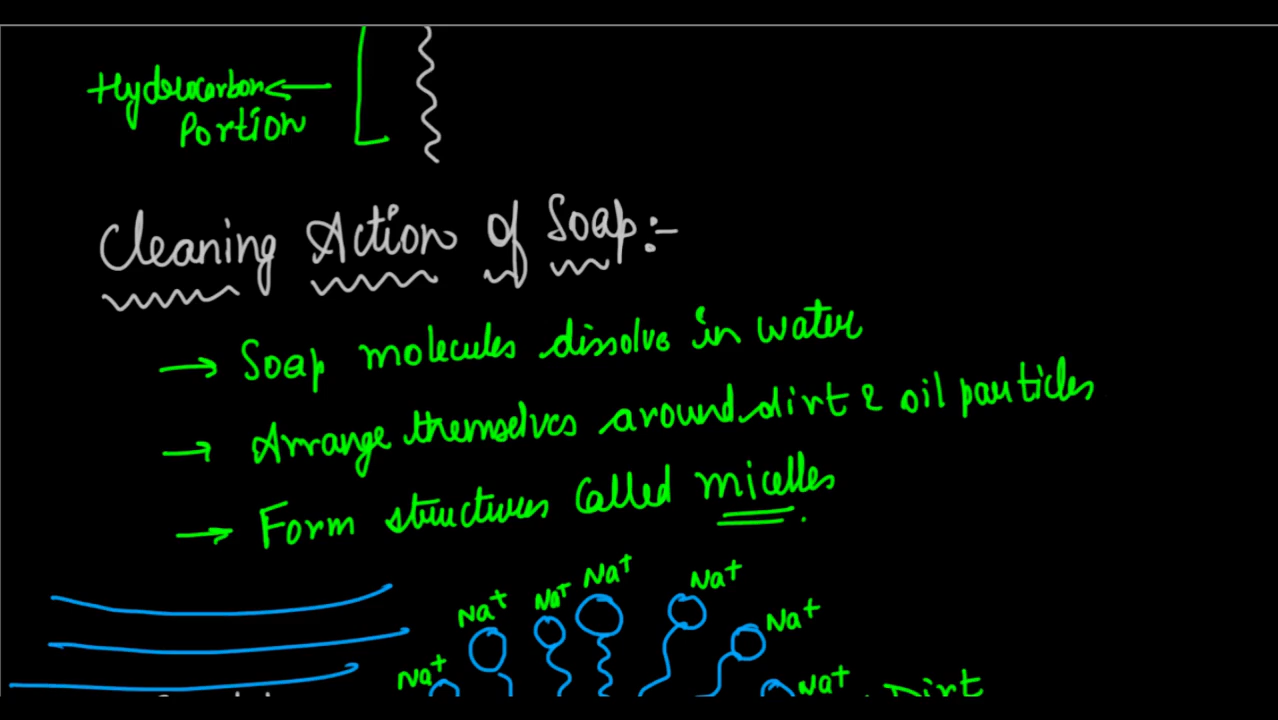 Hydrocarbon
Portion
Cleaning Action of Soap:-
→ Soap molecules dissolve in water
→ Arrange themselves around dirt & oil particles
→ Form structures called micelles.
Na+ Na+ Na+ Na+
Na+
Na+ Na+ Dirt